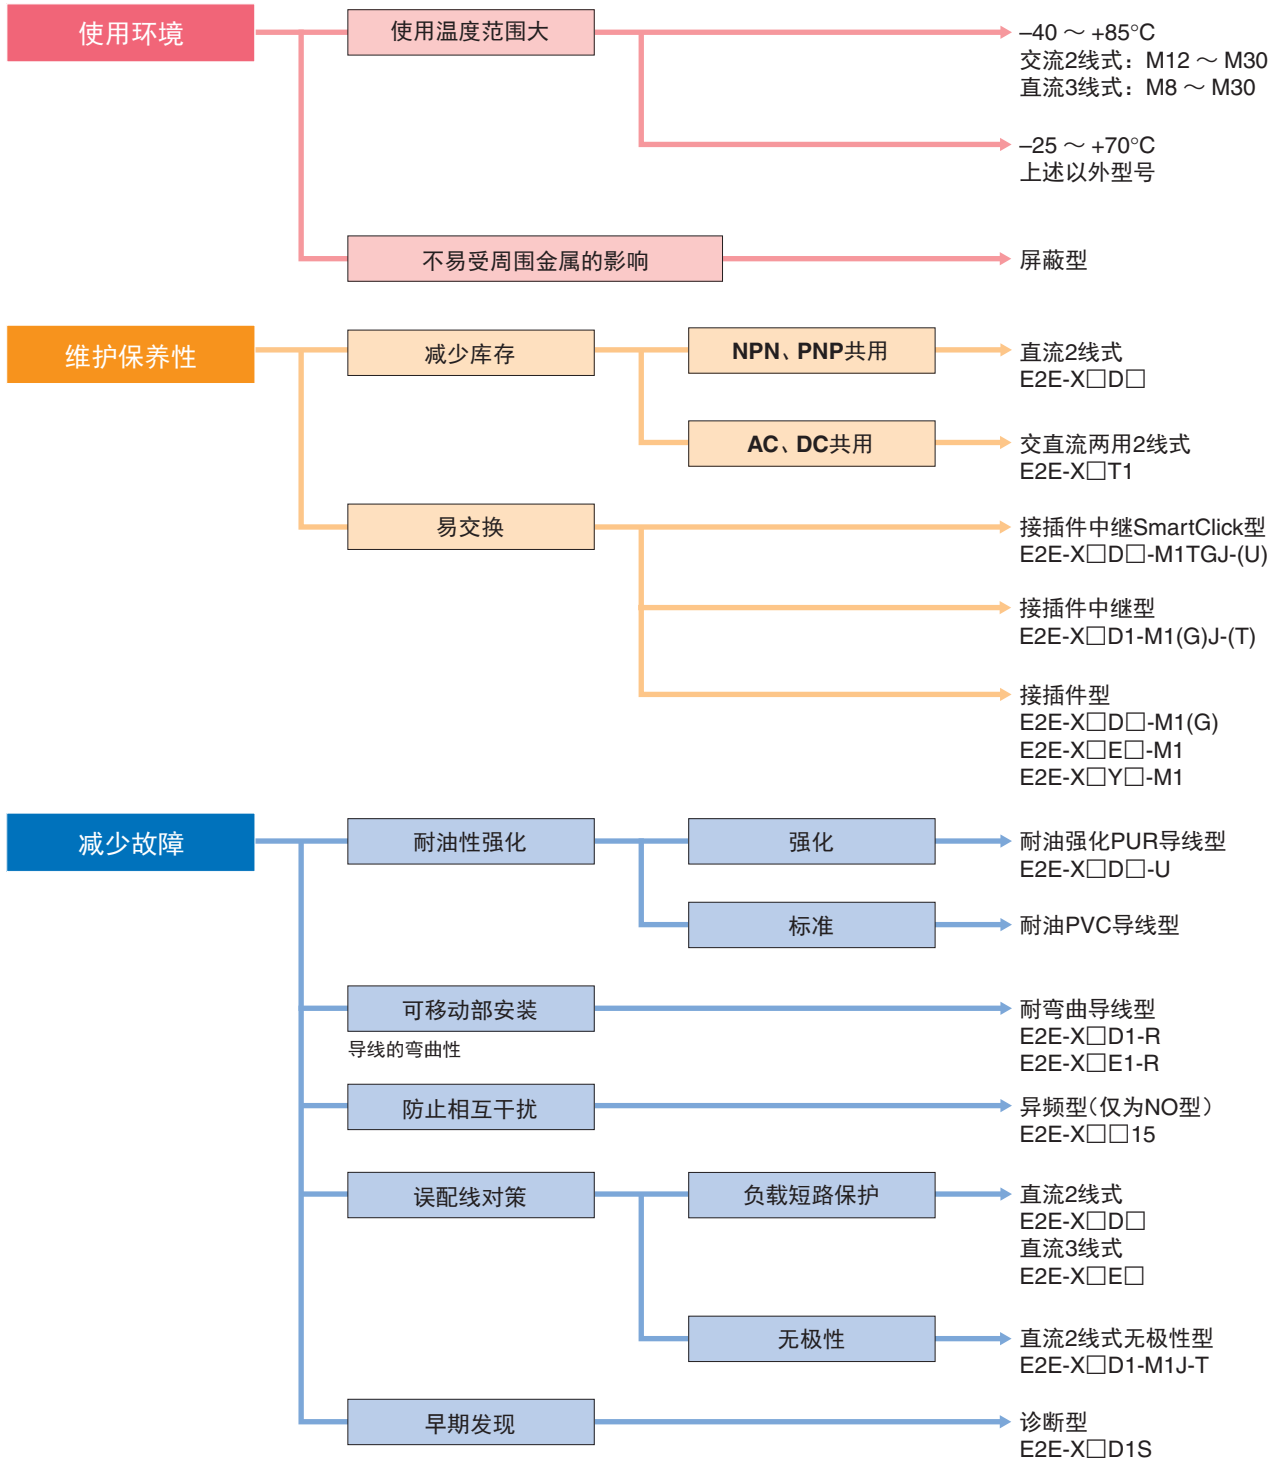 使用环境
使用温度范围大
–40 ～ +85°C
交流2线式：M12 ～ M30
直流3线式：M8 ～ M30
–25 ～ +70°C
上述以外型号
不易受周围金属的影响
屏蔽型
维护保养性
减少库存
NPN、PNP共用
直流2线式
E2E-X□D□
AC、DC共用
交直流两用2线式
E2E-X□T1
易交换
接插件中继SmartClick型
E2E-X□D□-M1TGJ-(U)
接插件中继型
E2E-X□D1-M1(G)J-(T)
接插件型
E2E-X□D□-M1(G)
E2E-X□E□-M1
E2E-X□Y□-M1
减少故障
耐油性强化
强化
耐油强化PUR导线型
E2E-X□D□-U
标准
耐油PVC导线型
可移动部安装
导线的弯曲性
耐弯曲导线型
E2E-X□D1-R
E2E-X□E1-R
防止相互干扰
异频型（仅为NO型）
E2E-X□□15
误配线对策
负载短路保护
直流2线式
E2E-X□D□
直流3线式
E2E-X□E□
无极性
直流2线式无极性型
E2E-X□D1-M1J-T
早期发现
诊断型
E2E-X□D1S